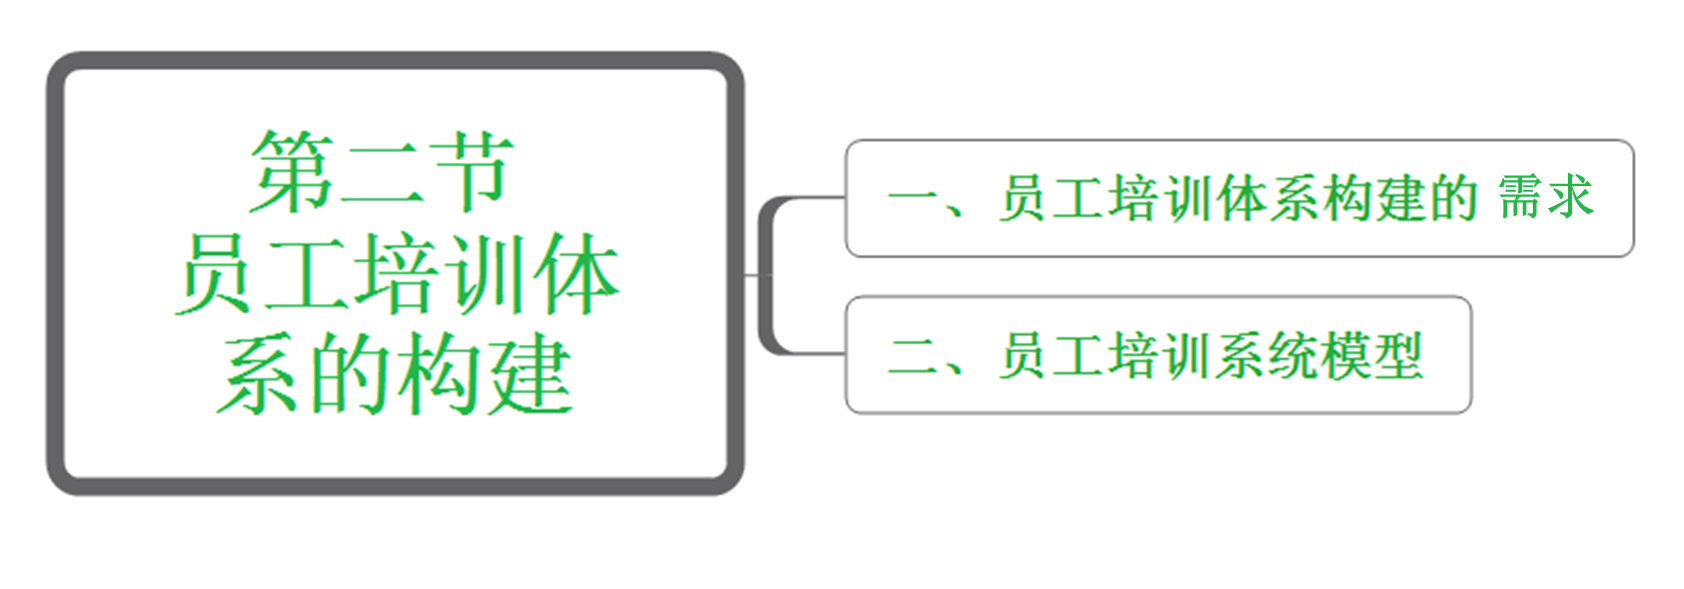 第二节
员工培训体
系的构建
一、员工培训体系构建的 需求
二、员工培训系统模型